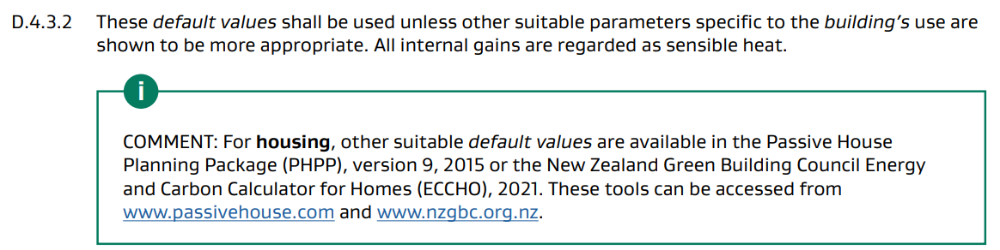 D.4.3.2 These default values shall be used unless other suitable parameters specific to the building's use are
shown to be more appropriate. All internal gains are regarded as sensible heat.
i
COMMENT: For housing, other suitable default values are available in the Passive House
Planning Package (PHPP), version 9, 2015 or the New Zealand Green Building Council Energy
and Carbon Calculator for Homes (ECCHO), 2021. These tools can be accessed from
www.passivehouse.com and www.nzgbc.org.nz.